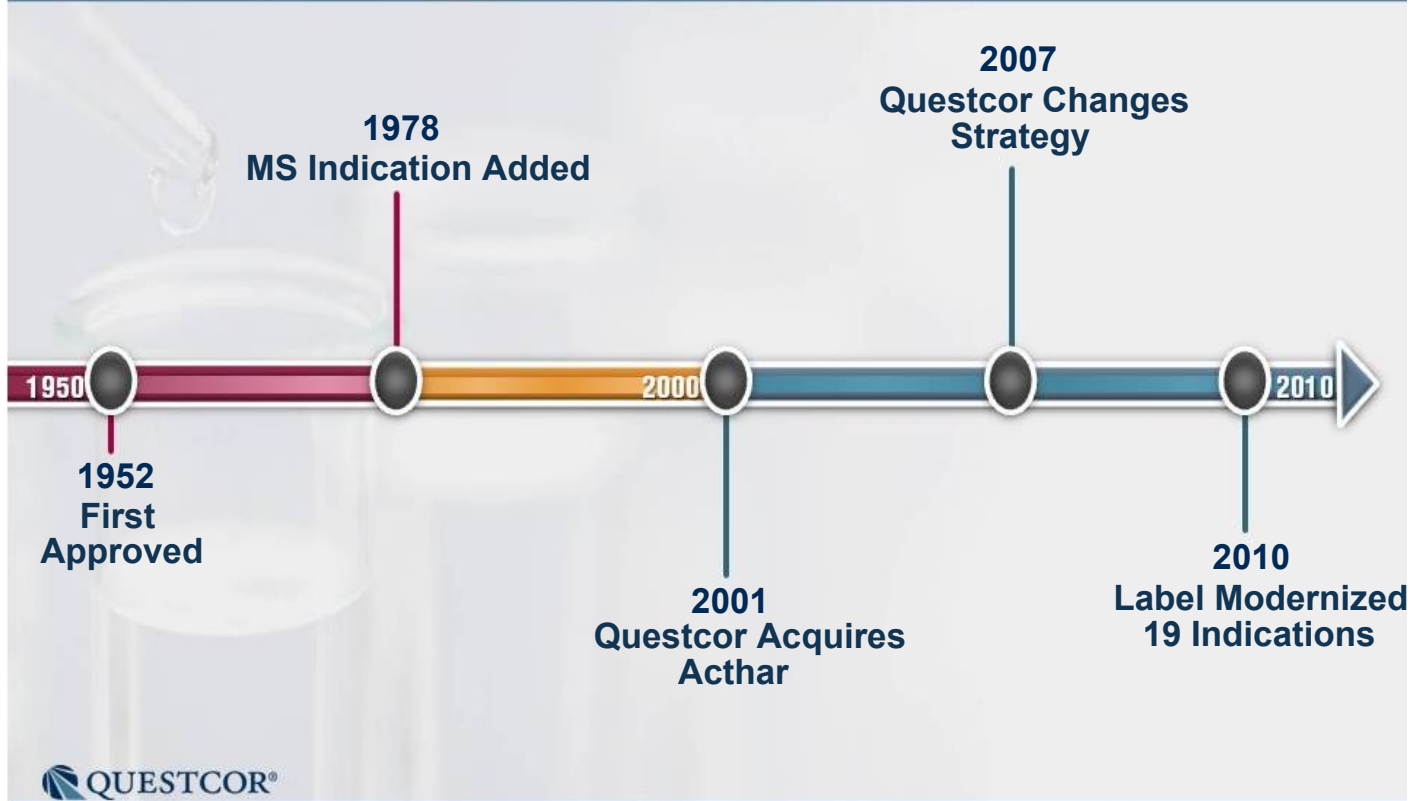 2007
Questcor Changes
Strategy
1978
MS Indication Added
1950
2000
2010
1952
First
Approved
2001
Questcor Acquires
Acthar
2010
Label Modernized
19 Indications
QUESTCOR®